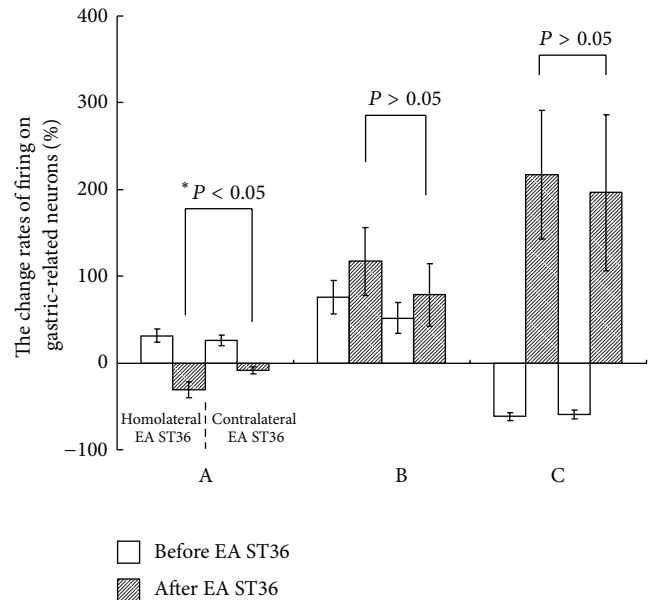 The change rates of firing on
gastric-related neurons (%)
400
300
200
100
0
−100
* P < 0.05
P > 0.05
P > 0.05
Homolateral
EA ST36
Contralateral
EA ST36
A
B
C
Before EA ST36
After EA ST36